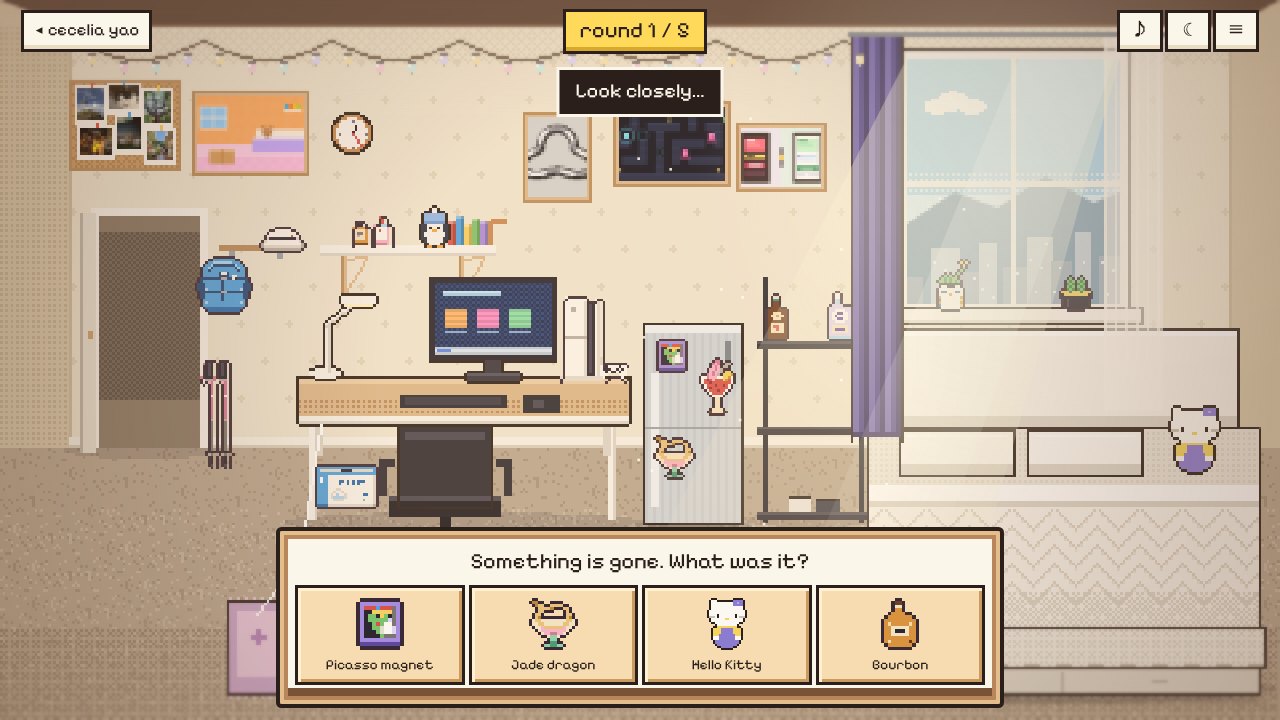 ◂ cecelia yao
round 1 / 8
Look closely...
Something is gone. What was it?
Picasso magnet
Jade dragon
Hello Kitty
Bourbon